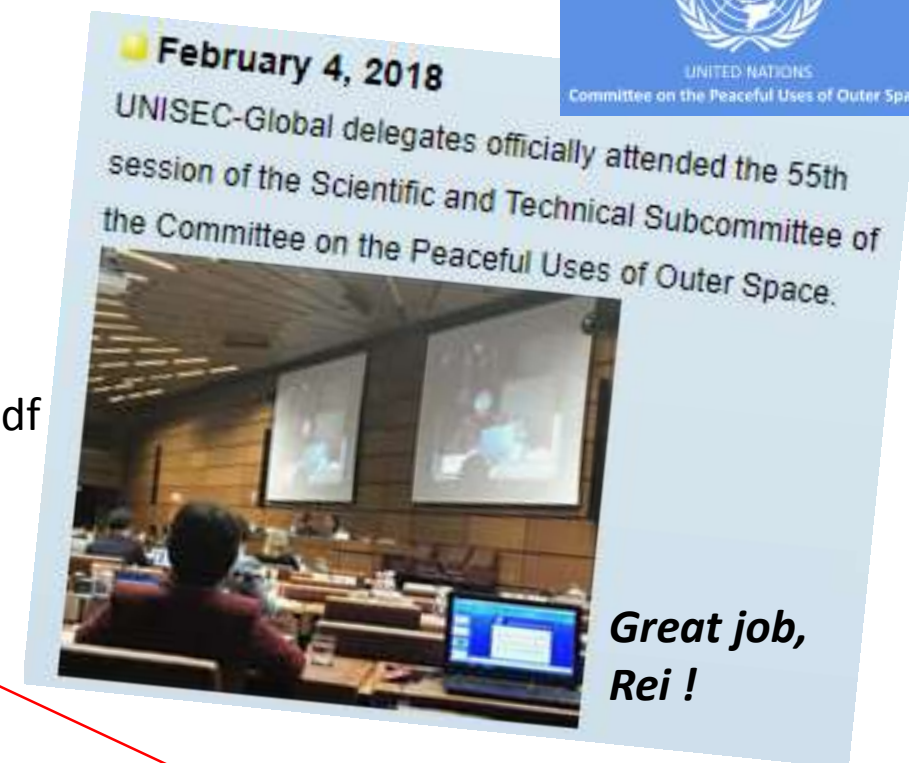 UNITED NATIONS
Committee on the Peaceful Uses of Outer Spa
February 4, 2018
UNISEC-Global delegates officially attended the 55th
session of the Scientific and Technical Subcommittee of
the Committee on the Peaceful Uses of Outer Space.
df
Great job,
Rei !